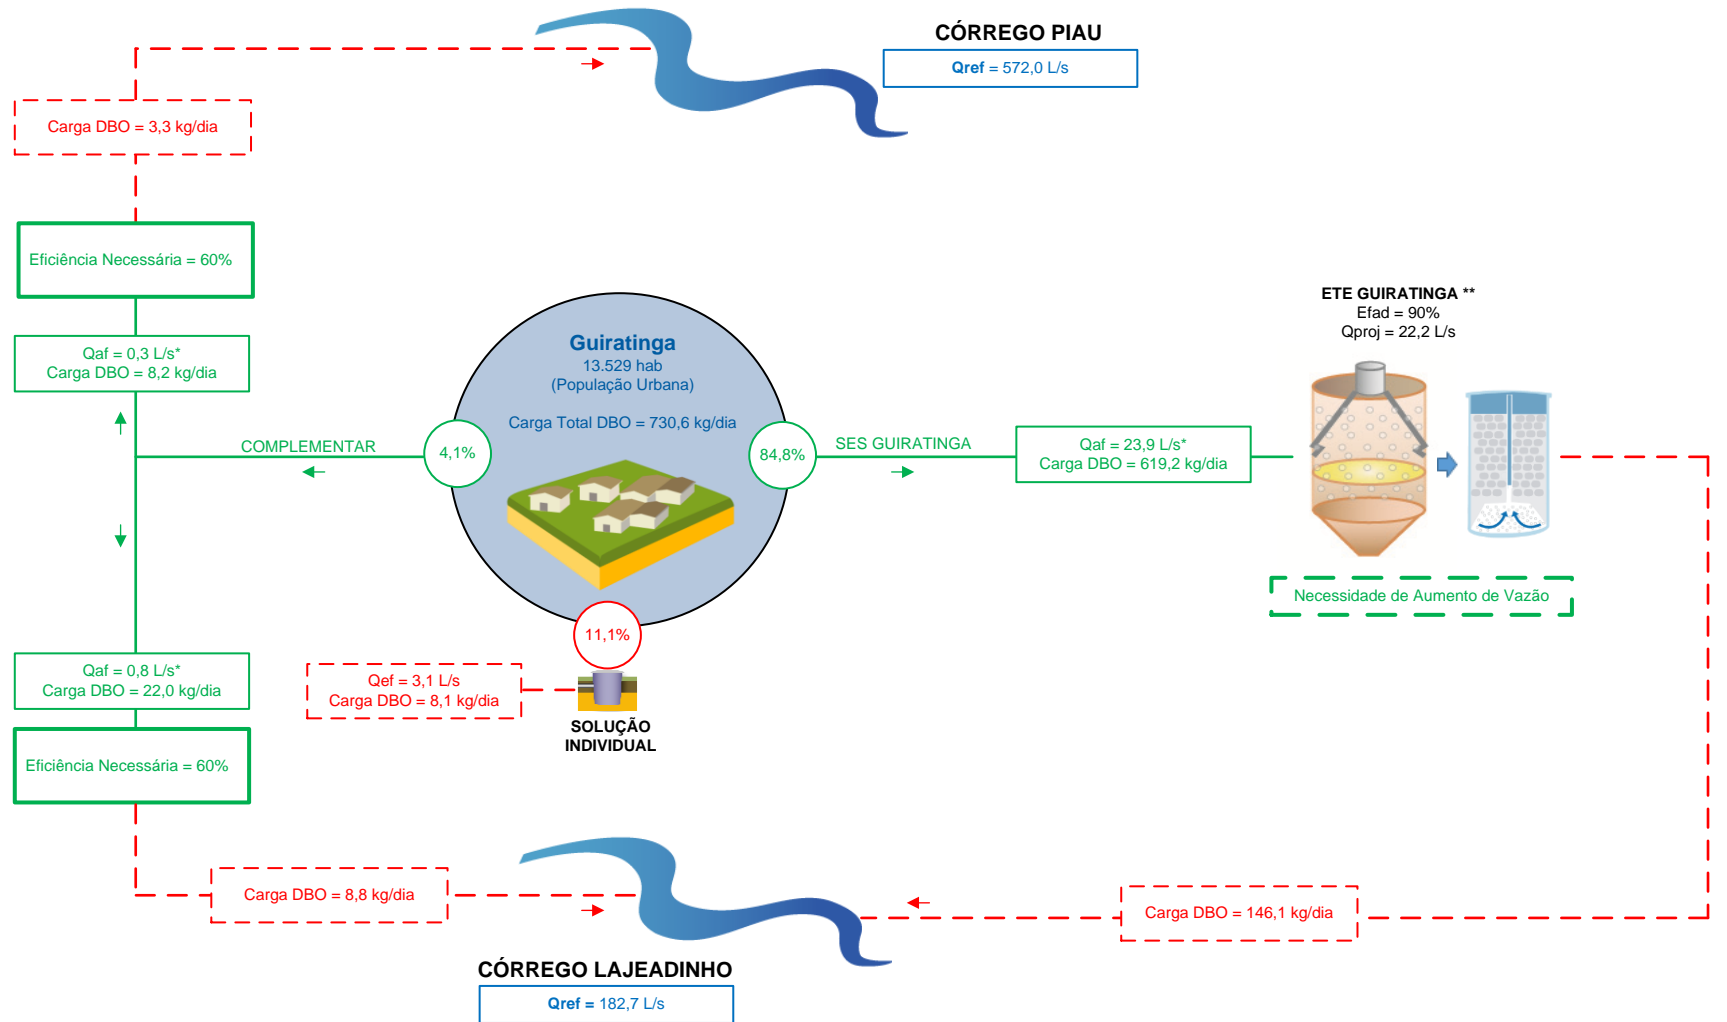 CÓRREGO PIAU
Qref = 572,0 L/s
Carga DBO = 3,3 kg/dia
Eficiência Necessária = 60%
Qaf = 0,3 L/s*
Carga DBO = 8,2 kg/dia
COMPLEMENTAR
4,1%
Guiratinga
13.529 hab
(População Urbana)
Carga Total DBO = 730,6 kg/dia
84,8%
SES GUIRATINGA
Qaf = 23,9 L/s*
Carga DBO = 619,2 kg/dia
ETE GUIRATINGA **
Efad = 90%
Qproj = 22,2 L/s
Necessidade de Aumento de Vazão
11,1%
Qef = 3,1 L/s
Carga DBO = 8,1 kg/dia
SOLUÇÃO
INDIVIDUAL
Qaf = 0,8 L/s*
Carga DBO = 22,0 kg/dia
Eficiência Necessária = 60%
Carga DBO = 8,8 kg/dia
Carga DBO = 146,1 kg/dia
CÓRREGO LAJEADINHO
Qref = 182,7 L/s